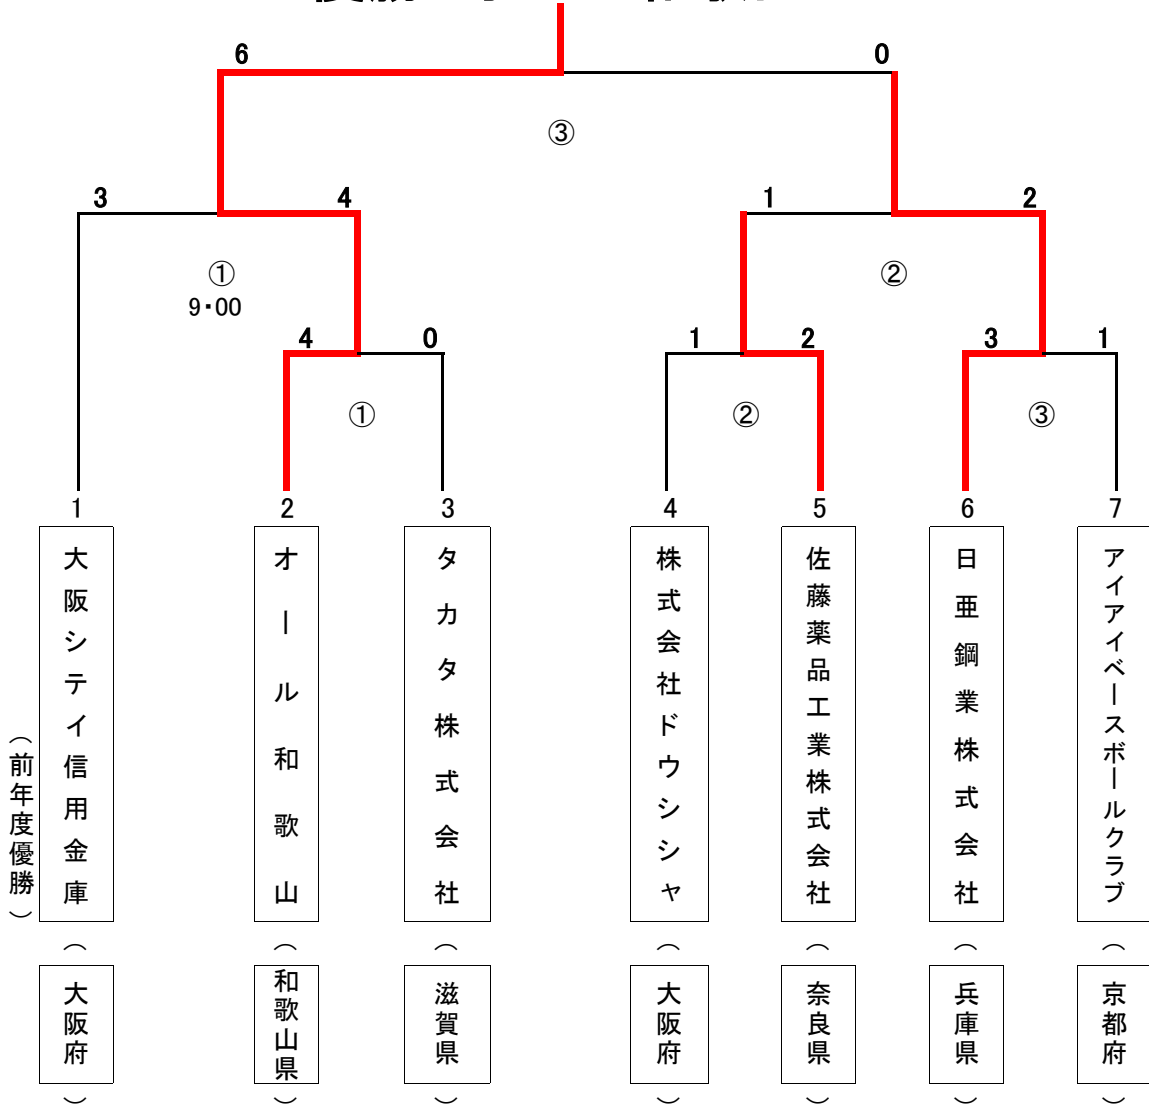 6
0
③
3
4
1
2
①
9・00
②
4
0
1
2
3
1
①
②
③
1
2
3
4
5
6
7
(前年度優勝)
大阪シテイ信用金庫
(大阪府)
オール和歌山
(和歌山県)
タカタ株式会社
(滋賀県)
株式会社ドウシシャ
(大阪府)
佐藤薬品工業株式会社
(奈良県)
日亜鋼業株式会社
(兵庫県)
アイアイベースボールクラブ
(京都府)